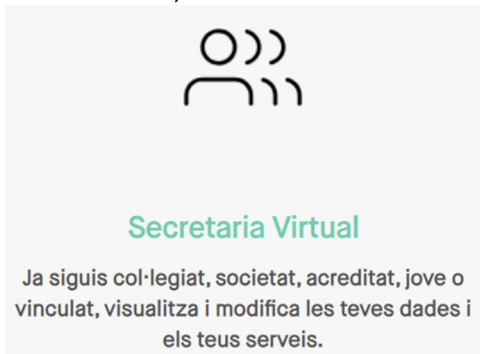 Secretaria Virtual
Ja siguis col·legiat, societat, acreditat, jove o
vinculat, visualitza i modifica les teves dades i
els teus serveis.